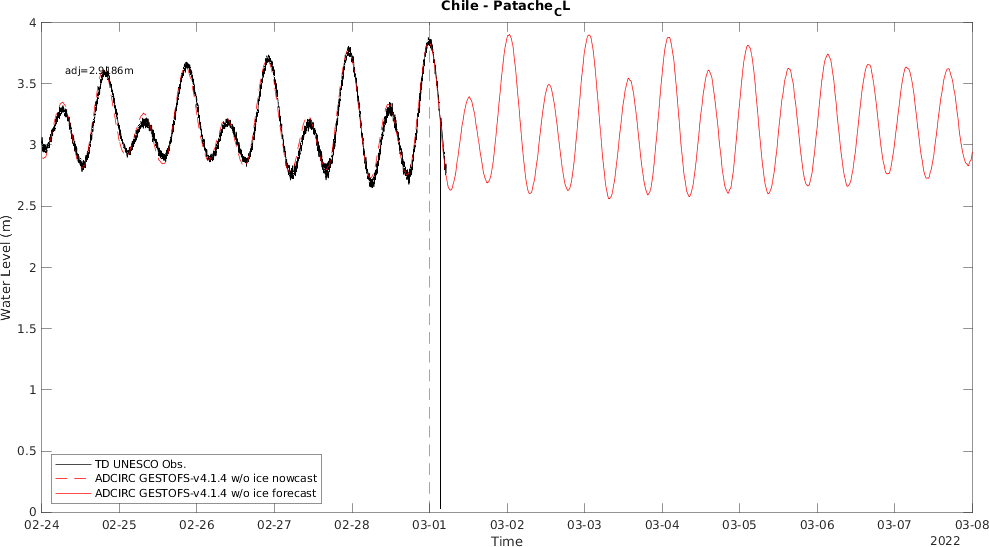 Chile - Patache_CL
4
3.5
3
2.5
2
1.5
1
0.5
0
Water Level (m)
adj=2.9186m
TD UNESCO Obs.
ADCIRC GESTOFS-v4.1.4 w/o ice nowcast
ADCIRC GESTOFS-v4.1.4 w/o ice forecast
02-24 02-25 02-26 02-27 02-28 03-01 03-02 03-03 03-04 03-05 03-06 03-07 03-08
Time
2022